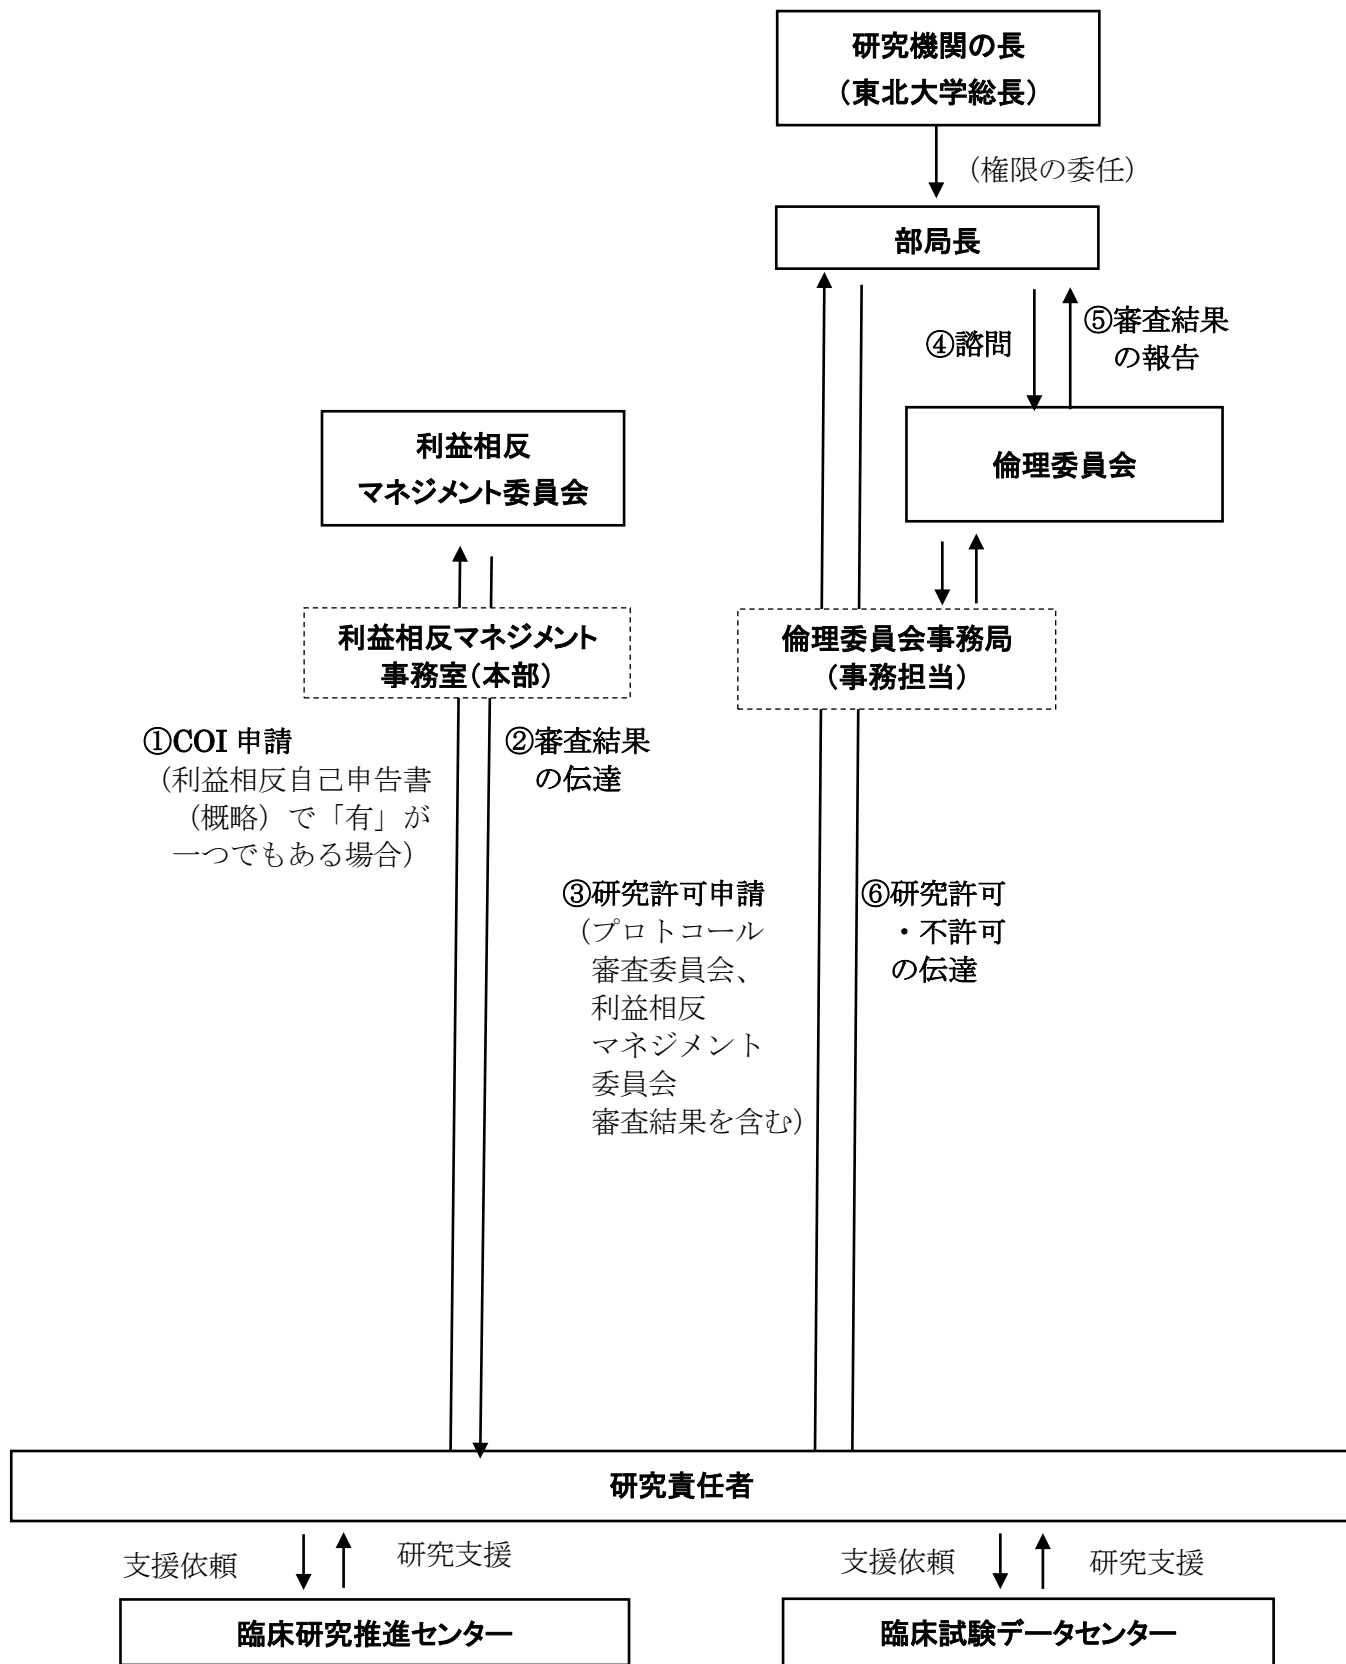 研究機関の長
（東北大学総長）
（権限の委任）
部局長
④諮問
⑤審査結果
の報告
利益相反
マネジメント委員会
倫理委員会
利益相反マネジメント
事務室（本部）
倫理委員会事務局
（事務担当）
①COI 申請
（利益相反自己申告書
（概略）で「有」が
一つでもある場合）
②審査結果
の伝達
③研究許可申請
（プロトコール
審査委員会、
利益相反
マネジメント
委員会
審査結果を含む）
⑥研究許可
・不許可
の伝達
研究責任者
支援依頼
研究支援
支援依頼
研究支援
臨床研究推進センター
臨床試験データセンター